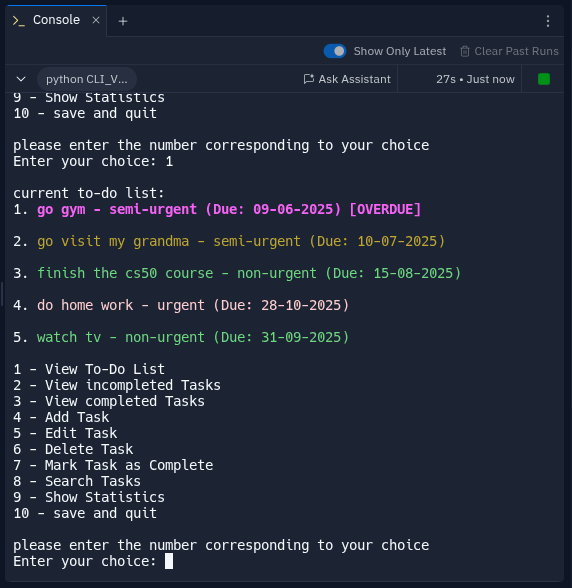 Console
Show Only Latest
Clear Past Runs
python CLI_V...
Ask Assistant
27s • Just now
9 - Show Statistics
10 - save and quit
please enter the number corresponding to your choice
Enter your choice: 1
current to-do list:
1. go gym - semi-urgent (Due: 09-06-2025) [OVERDUE]
2. go visit my grandma - semi-urgent (Due: 10-07-2025)
3. finish the cs50 course - non-urgent (Due: 15-08-2025)
4. do home work - urgent (Due: 28-10-2025)
5. watch tv - non-urgent (Due: 31-09-2025)
1 - View To-Do List
2 - View incompleted Tasks
3 - View completed Tasks
4 - Add Task
5 - Edit Task
6 - Delete Task
7 - Mark Task as Complete
8 - Search Tasks
9 - Show Statistics
10 - save and quit
please enter the number corresponding to your choice
Enter your choice: